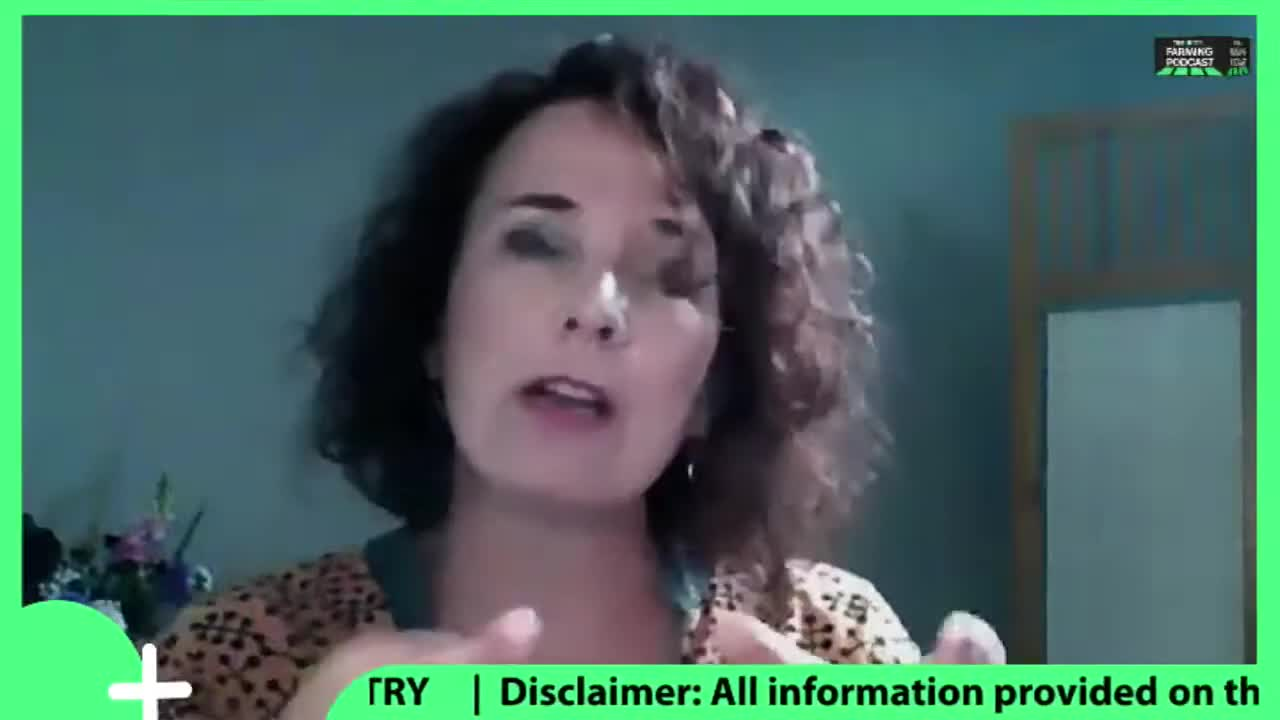 FARMING
PODCAST
TRY | Disclaimer: All information provided on th